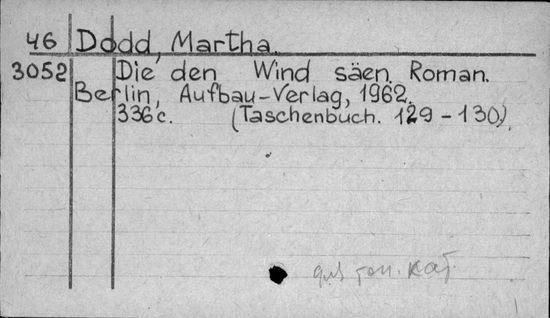 46 Dodd, Martha.
3052 Die den Wind säen. Roman.
Berlin, Aufbau-Verlag, 1962.
336 с. (Taschenbuch. 129-130).